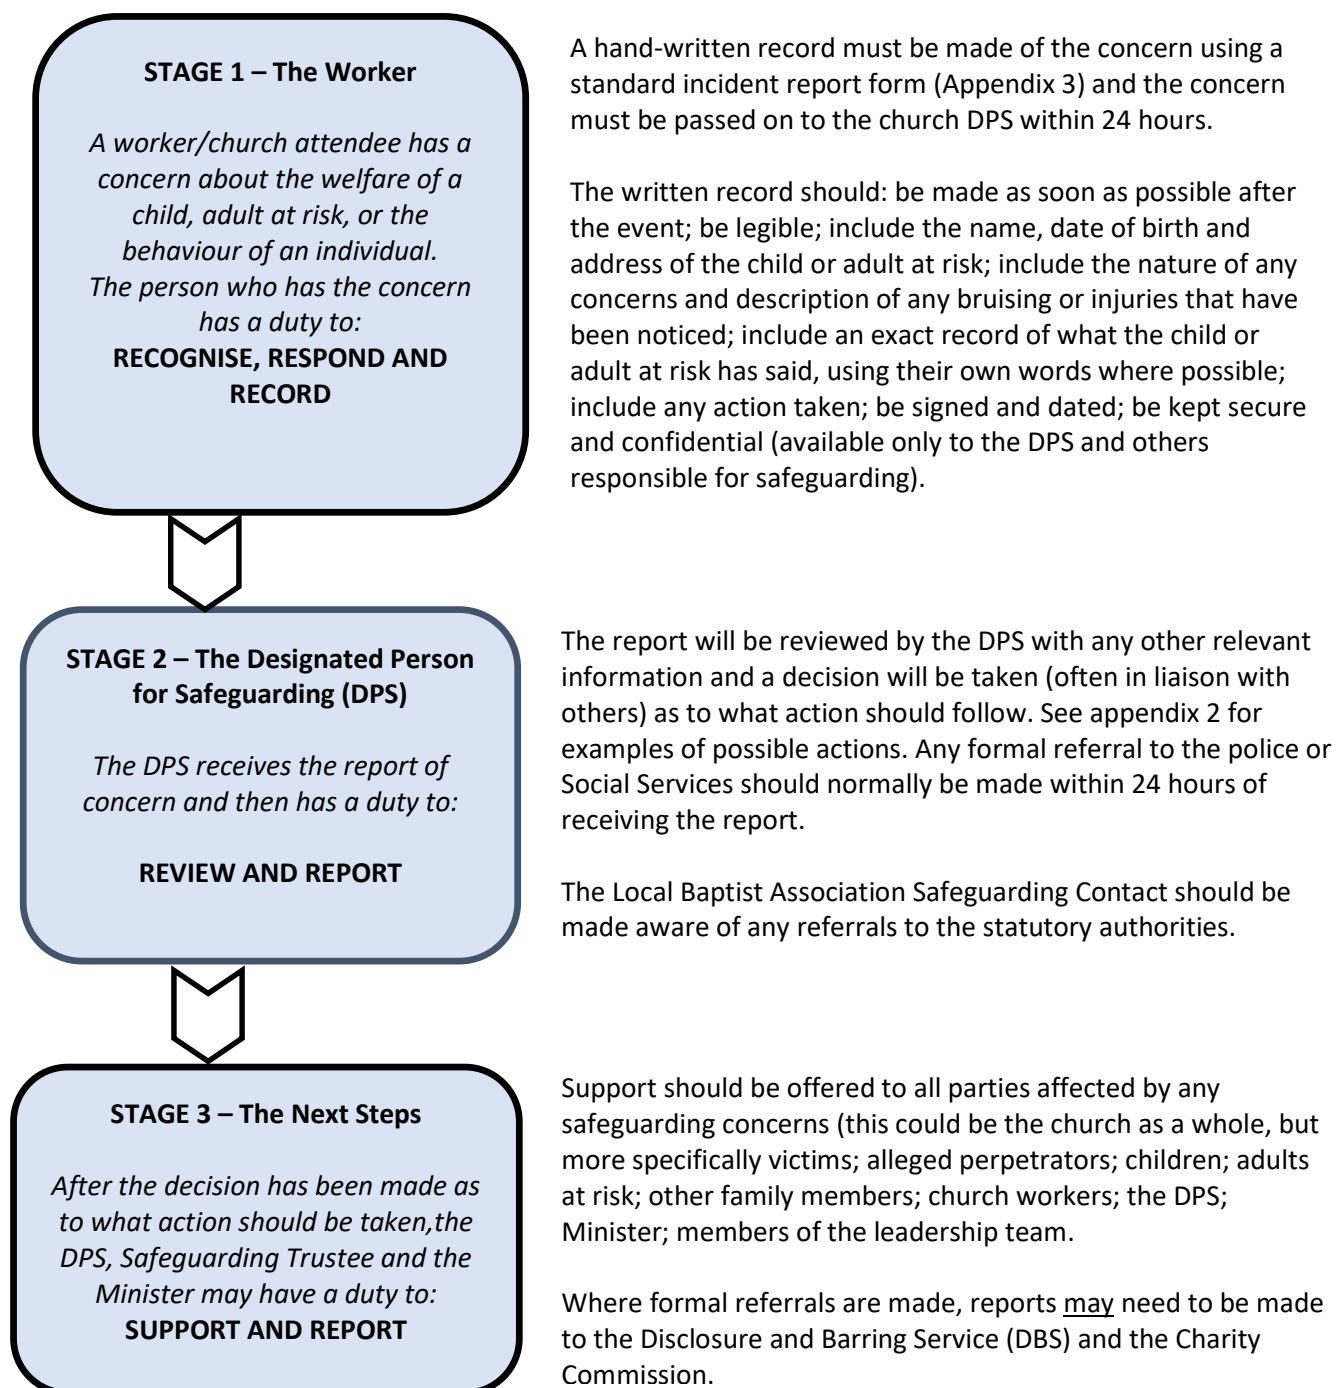 STAGE 1 – The Worker
A worker/church attendee has a
concern about the welfare of a
child, adult at risk, or the
behaviour of an individual.
The person who has the concern
has a duty to:
RECOGNISE, RESPOND AND
RECORD
A hand-written record must be made of the concern using a
standard incident report form (Appendix 3) and the concern
must be passed on to the church DPS within 24 hours.
The written record should: be made as soon as possible after
the event; be legible; include the name, date of birth and
address of the child or adult at risk; include the nature of any
concerns and description of any bruising or injuries that have
been noticed; include an exact record of what the child or
adult at risk has said, using their own words where possible;
include any action taken; be signed and dated; be kept secure
and confidential (available only to the DPS and others
responsible for safeguarding).
STAGE 2 – The Designated Person
for Safeguarding (DPS)
The DPS receives the report of
concern and then has a duty to:
REVIEW AND REPORT
The report will be reviewed by the DPS with any other relevant
information and a decision will be taken (often in liaison with
others) as to what action should follow. See appendix 2 for
examples of possible actions. Any formal referral to the police or
Social Services should normally be made within 24 hours of
receiving the report.
The Local Baptist Association Safeguarding Contact should be
made aware of any referrals to the statutory authorities.
STAGE 3 – The Next Steps
After the decision has been made as
to what action should be taken,the
DPS, Safeguarding Trustee and the
Minister may have a duty to:
SUPPORT AND REPORT
Support should be offered to all parties affected by any
safeguarding concerns (this could be the church as a whole, but
more specifically victims; alleged perpetrators; children; adults
at risk; other family members; church workers; the DPS;
Minister; members of the leadership team.
Where formal referrals are made, reports may need to be made
to the Disclosure and Barring Service (DBS) and the Charity
Commission.